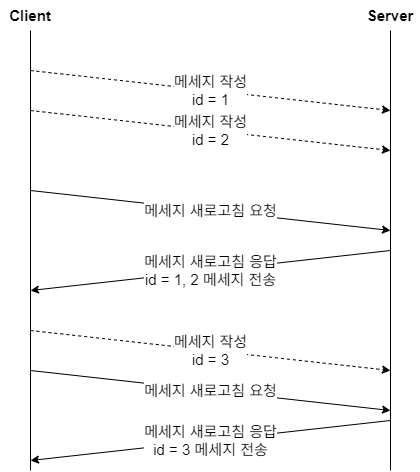 Client
Server
메세지 작성
id = 1
메세지 작성
id = 2
메세지 새로고침 요청
메세지 새로고침 응답
id = 1, 2 메세지 전송
메세지 작성
id = 3
메세지 새로고침 요청
메세지 새로고침 응답
id = 3 메세지 전송